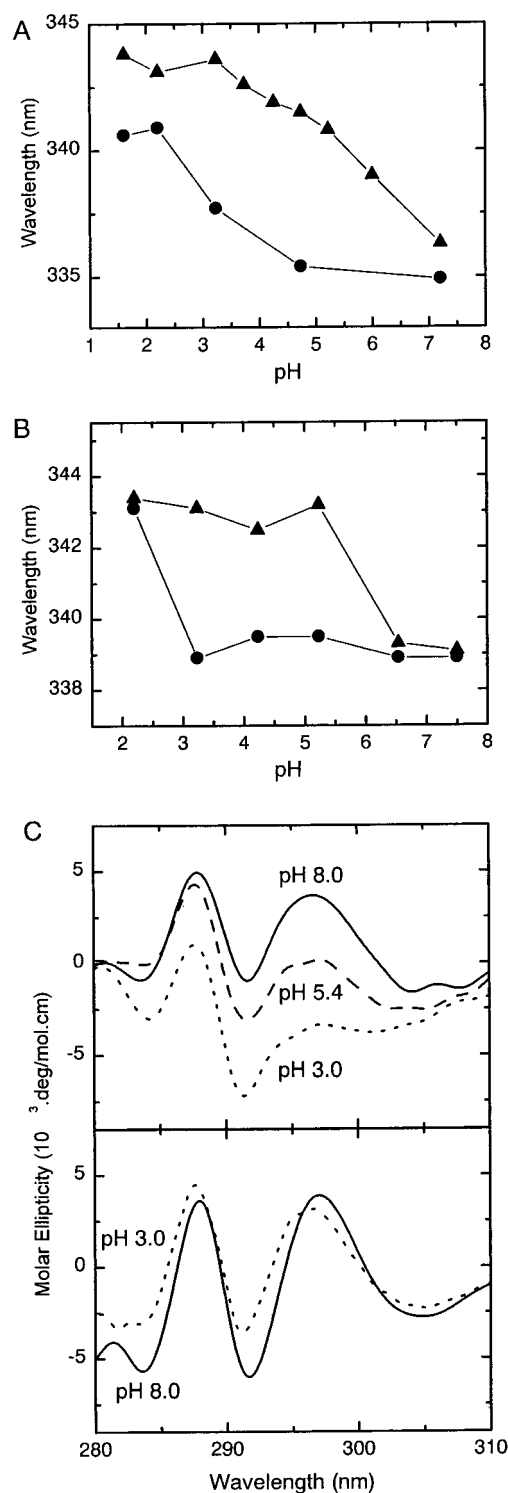 A
345
340
335
Wavelength (nm)
1 2 3 4 5 6 7 8
pH
B
344
342
340
338
Wavelength (nm)
2 3 4 5 6 7 8
pH
C
5
0
-5
pH 8.0
pH 5.4
pH 3.0
Molar Ellipticity (10 3.deg/mol.cm)
5
0
-5
pH 3.0
pH 8.0
280 290 300 310
Wavelength (nm)